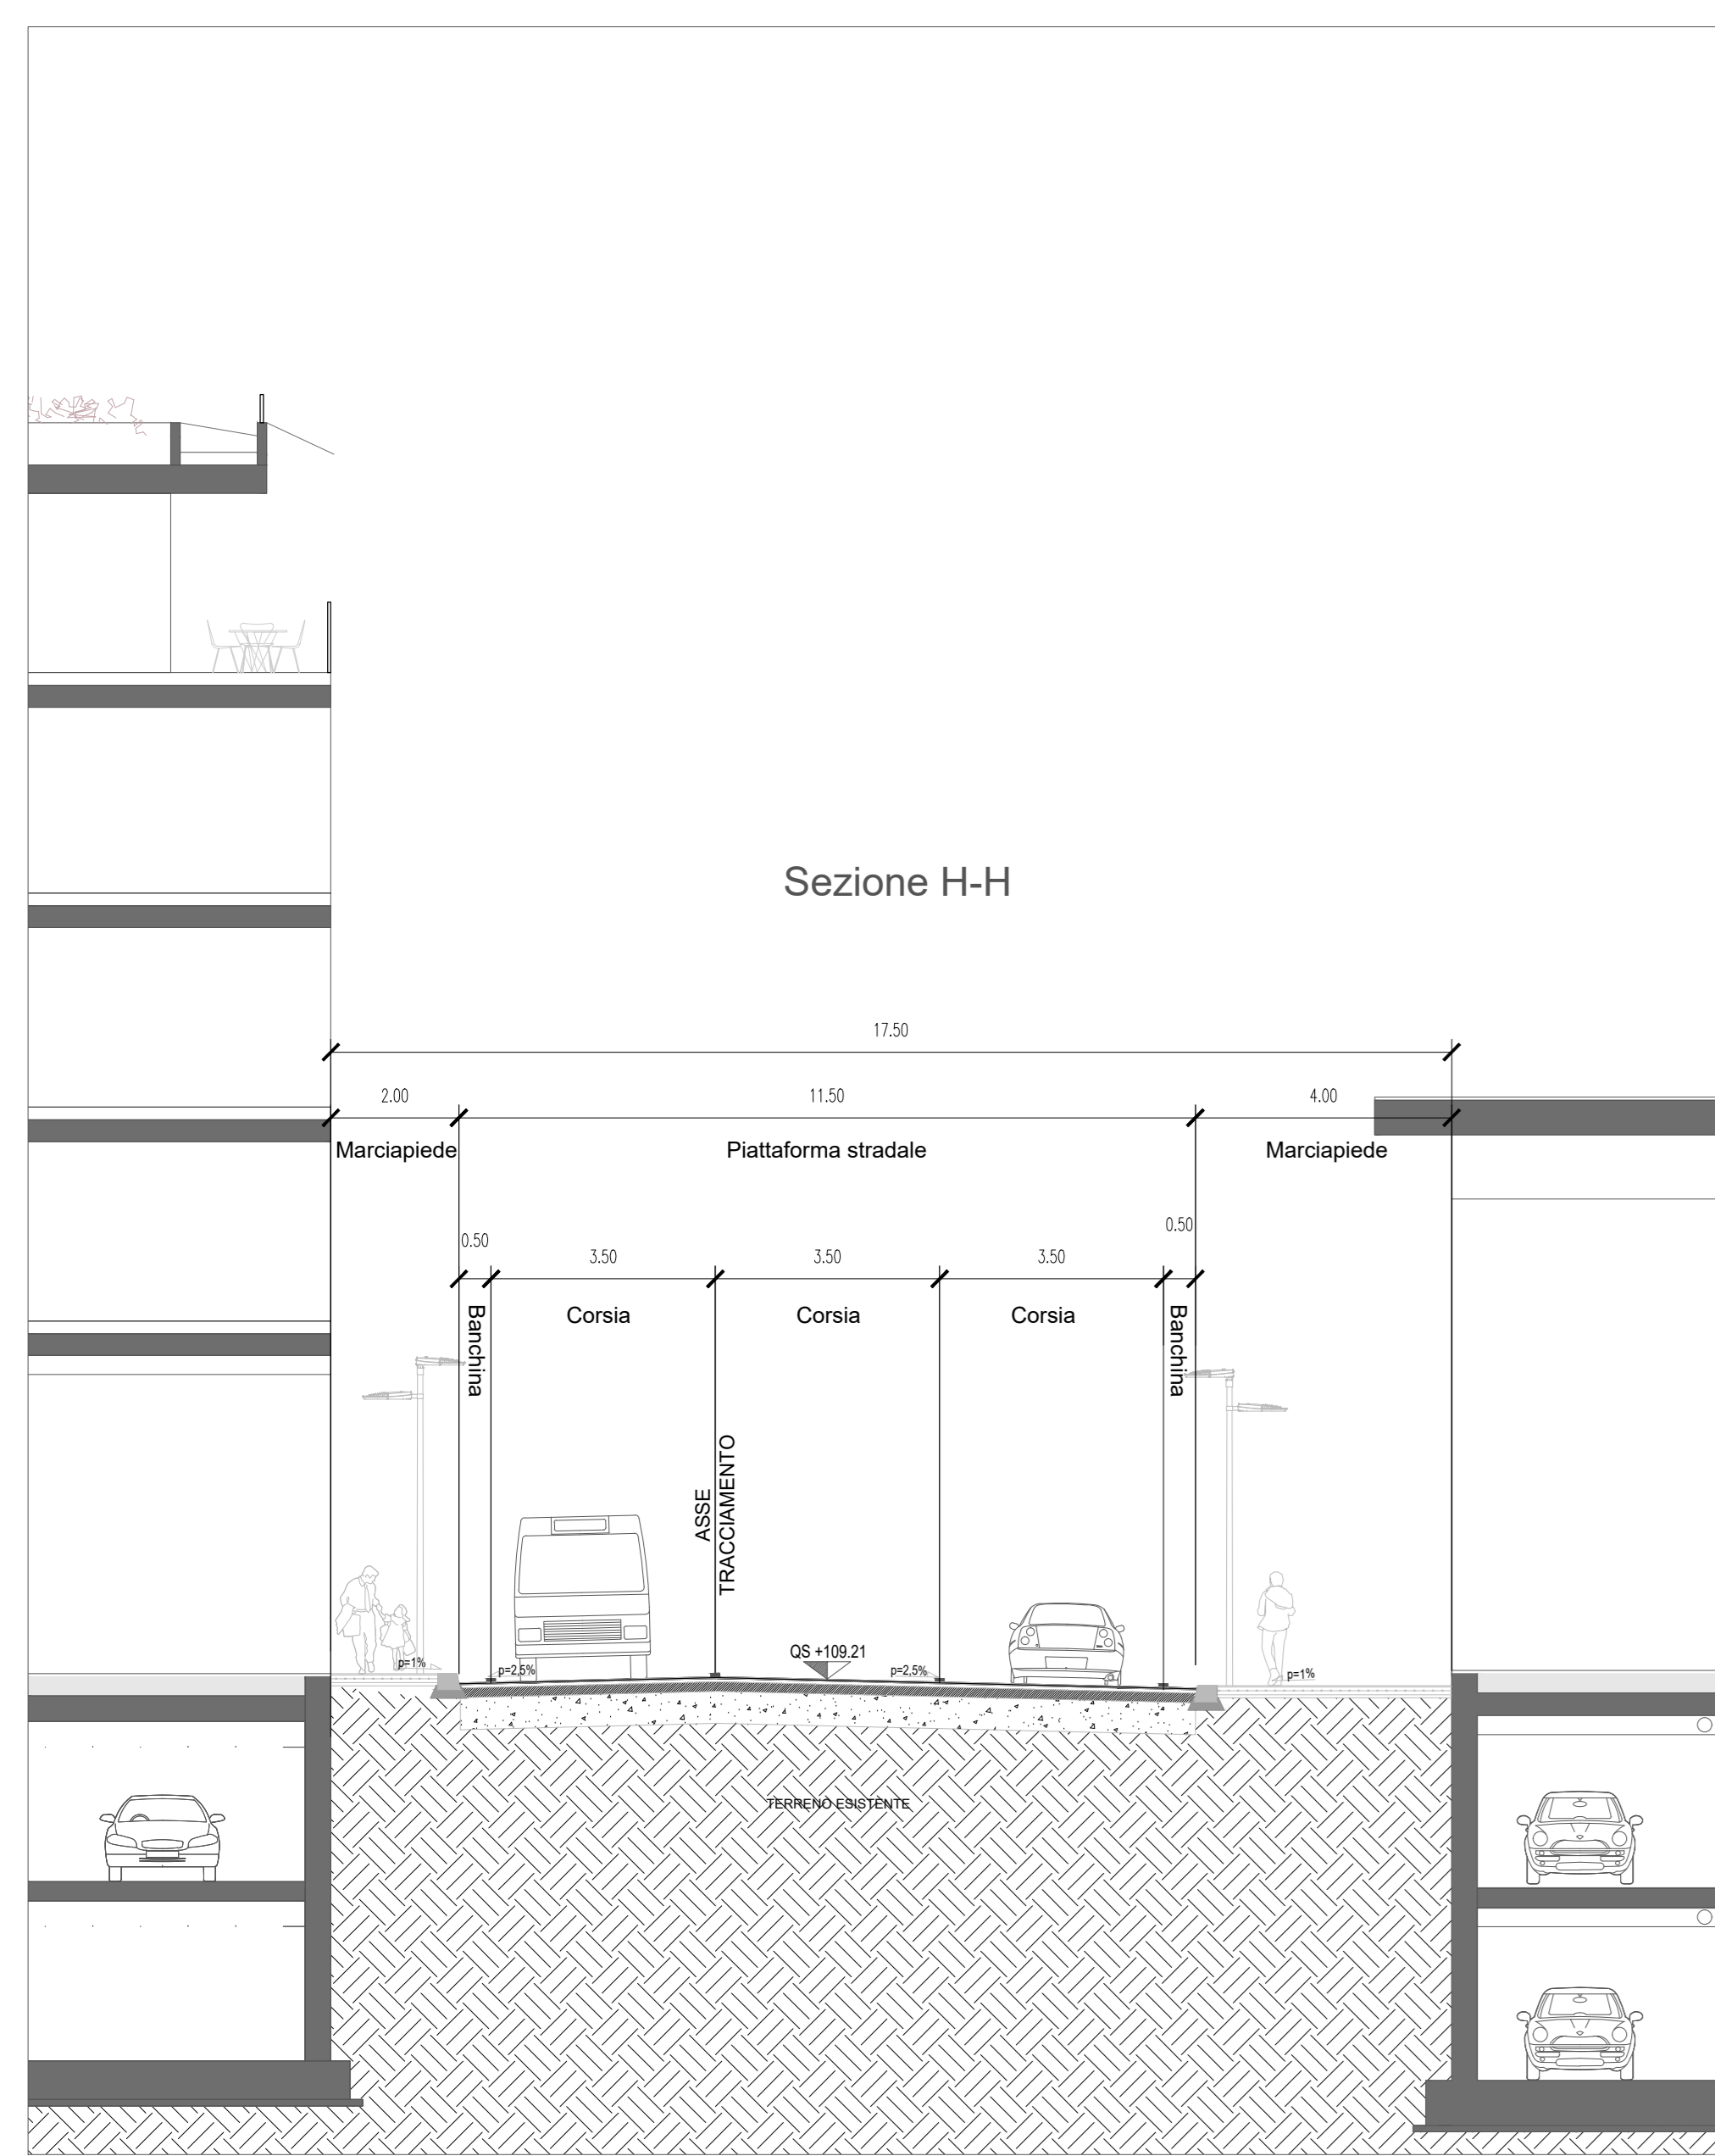 Sezione H-H
17.50
2.00 11.50 4.00
Marciapiede Piattaforma stradale Marciapiede
0.50 3.50 3.50 3.50 0.50
Banchina Corsia Corsia Corsia Banchina
ASSE
TRACCIAMENTO
QS +109.21
p=1% p=2,5% p=2,5% p=1%
TERRENO ESISTENTE